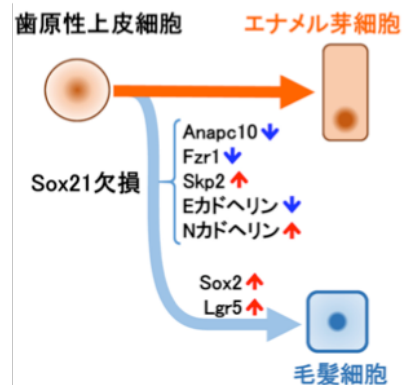 歯原性上皮細胞
エナメル芽細胞
Anapc10↓
Fzr1↓
Skp2↑
Eカドヘリン↓
Nカドヘリン↑
Sox21欠損
Sox2↑
Lgr5↑
毛髪細胞